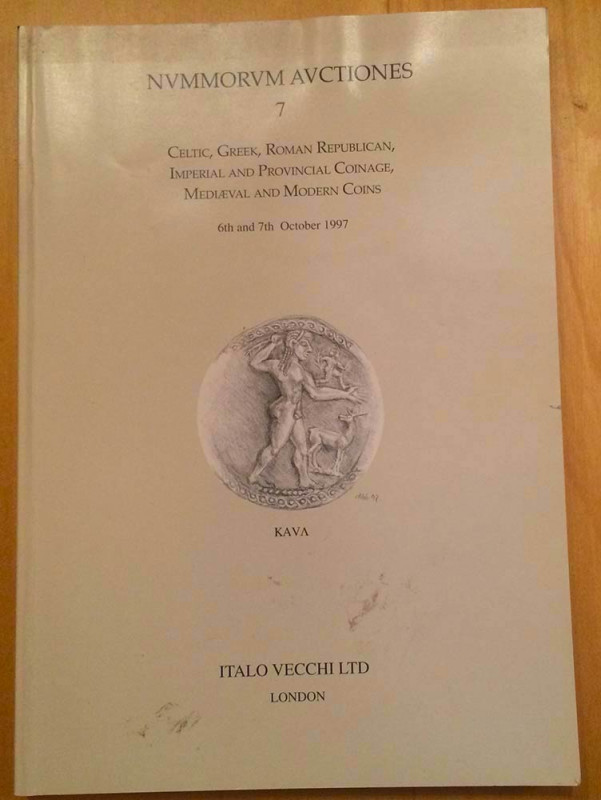 NVMMORVM AVCTIONES
7
CELTIC, GREEK, ROMAN REPUBLICAN,
IMPERIAL AND PROVINCIAL COINAGE,
MEDIÆVAL AND MODERN COINS
6th and 7th October 1997
KAVΛ
ITALO VECCHI LTD
LONDON